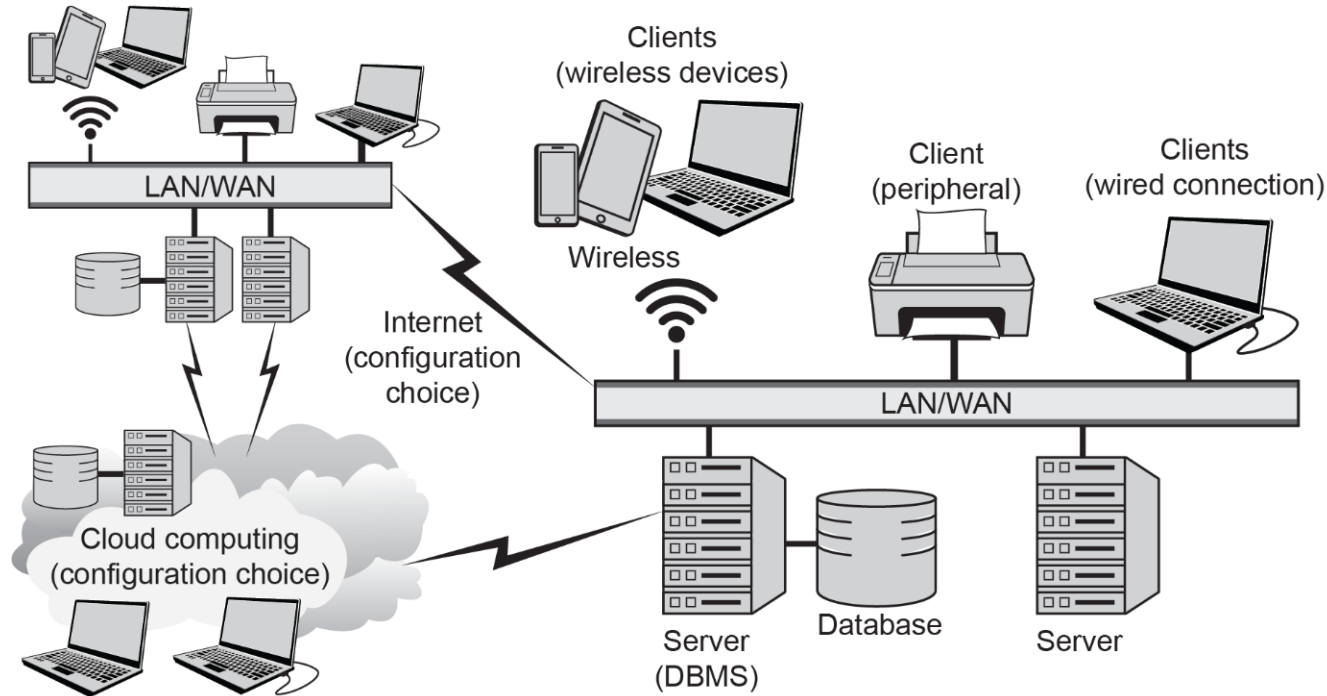 Clients
(wireless devices)
Client
(peripheral)
Clients
(wired connection)
LAN/WAN
Wireless
Internet
(configuration
choice)
LAN/WAN
Cloud computing
(configuration choice)
Server
(DBMS)
Database
Server